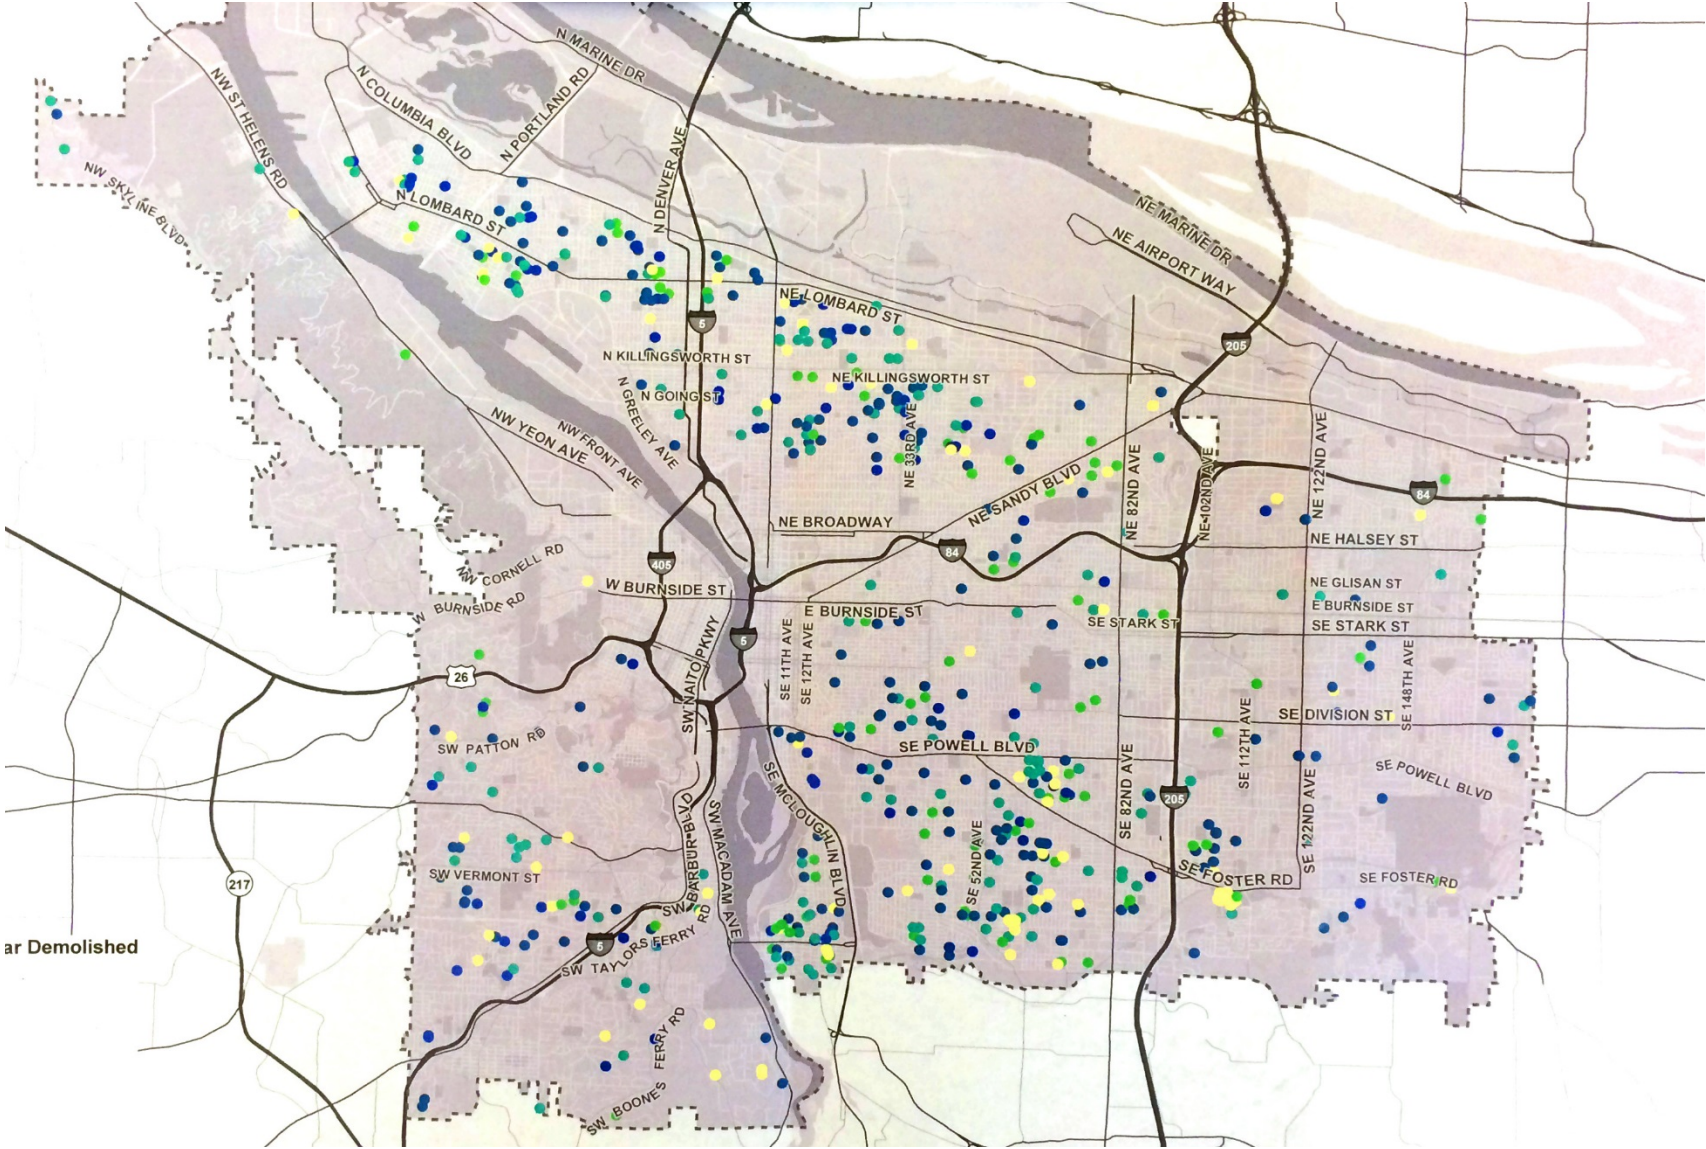 N MARINE DR
N COLUMBIA BLVD
N PORTLAND RD
NW ST HELENS RD
N DENVER AVE
NW SKYLINE BLVD
N LOMBARD ST
NE MARINE DR
NE AIRPORT WAY
NE LOMBARD ST
5
205
N KILLINGSWORTH ST
NE KILLINGSWORTH ST
N GOING ST
N GREELEY AVE
NW YEON AVE
NW FRONT AVE
NE 33RD AVE
NE 82ND AVE
NE 102ND AVE
NE 122ND AVE
NE SANDY BLVD
84
NE BROADWAY
NE HALSEY ST
84
405
NW CORNELL RD
W BURNSIDE ST
W BURNSIDE RD
NE GLISAN ST
E BURNSIDE ST
E BURNSIDE ST
SE STARK ST
SE STARK ST
5
SW NAITO PKWY
SE 11TH AVE
SE 12TH AVE
26
SE 148TH AVE
SE DIVISION ST
SW PATTON RD
SE POWELL BLVD
SE 112TH AVE
SE POWELL BLVD
SE 82ND AVE
205
SE 122ND AVE
SE MCLOUGHLIN BLVD
SW BARBUR BLVD
SW MACADAM AVE
SE 52ND AVE
SW VERMONT ST
217
SE FOSTER RD
SE FOSTER RD
ar Demolished
5
SW TAYLORS FERRY RD
SW BOONES FERRY RD